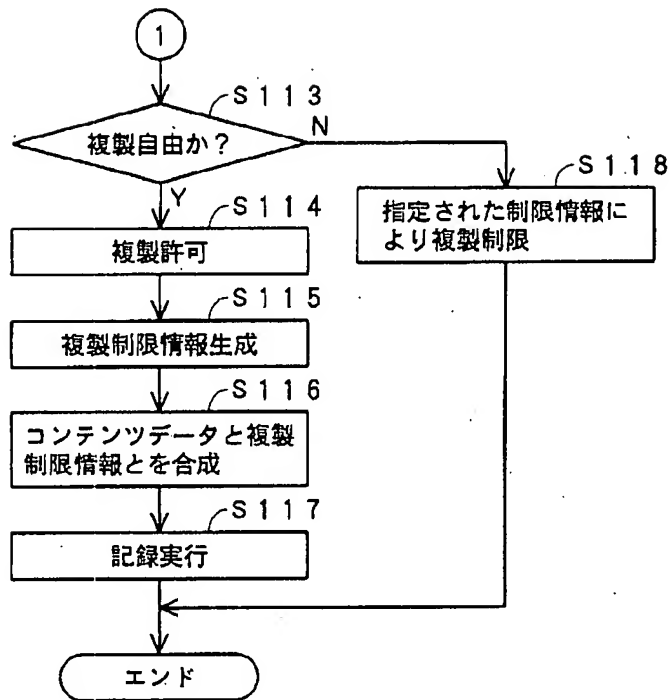 1
S113
複製自由か？
N
Y
S114
複製許可
S115
複製制限情報生成
S116
コンテンツデータと複製
制限情報とを合成
S117
記録実行
S118
指定された制限情報に
より複製制限
エンド